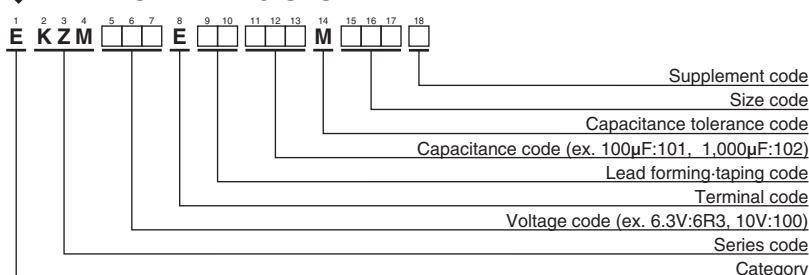 1 2 3 4 5 6 7 8 9 10 11 12 13 14 15 16 17 18
E K Z M □□□ E □□ □□□ M □□□ □
Supplement code
Size code
Capacitance tolerance code
Capacitance code (ex. 100μF:101, 1,000μF:102)
Lead forming·taping code
Terminal code
Voltage code (ex. 6.3V:6R3, 10V:100)
Series code
Category